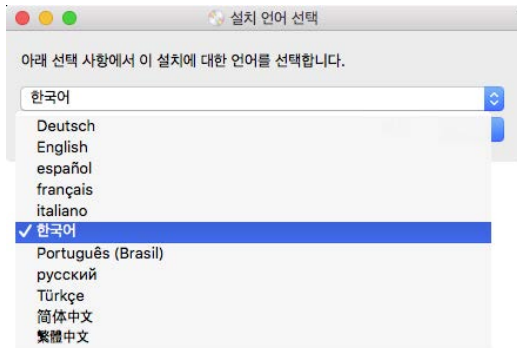 설치 언어 선택
아래 선택 사항에서 이 설치에 대한 언어를 선택합니다.
한국어
Deutsch
English
español
français
italiano
✓ 한국어
Português (Brasil)
русский
Türkçe
简体中文
繁體中文